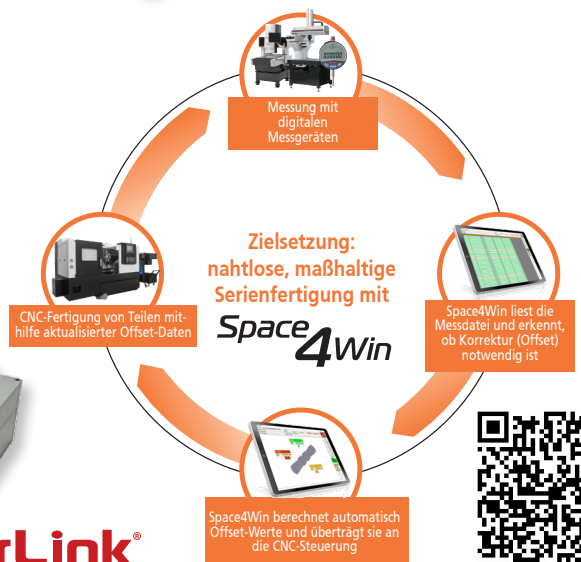 Messung mit
digitalen
Messgeräten
Zielsetzung:
nahtlose, maßhaltige
Serienfertigung mit
Space4Win
CNC-Fertigung von Teilen mit-
hilfe aktualisierter Offset-Daten
Space4Win liest die
Messdatei und erkennt,
ob Korrektur (Offset)
notwendig ist
Space4Win berechnet automatisch
Offset-Werte und überträgt sie an
die CNC-Steuerung
rLink®